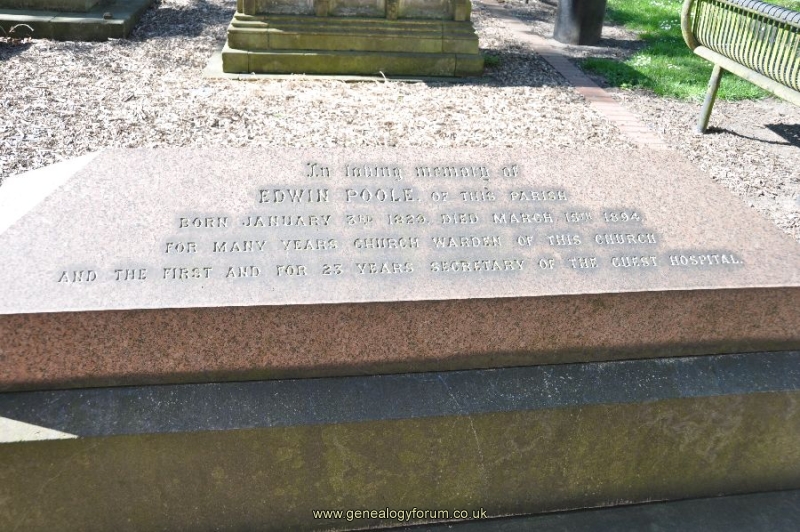 In loving memory of
EDWIN POOLE, OF THIS PARISH
BORN JANUARY 3RD 1829, DIED MARCH 15TH 1894.
FOR MANY YEARS CHURCH WARDEN OF THIS CHURCH
AND THE FIRST AND FOR 23 YEARS SECRETARY OF THE GUEST HOSPITAL.
www.genealogyforum.co.uk